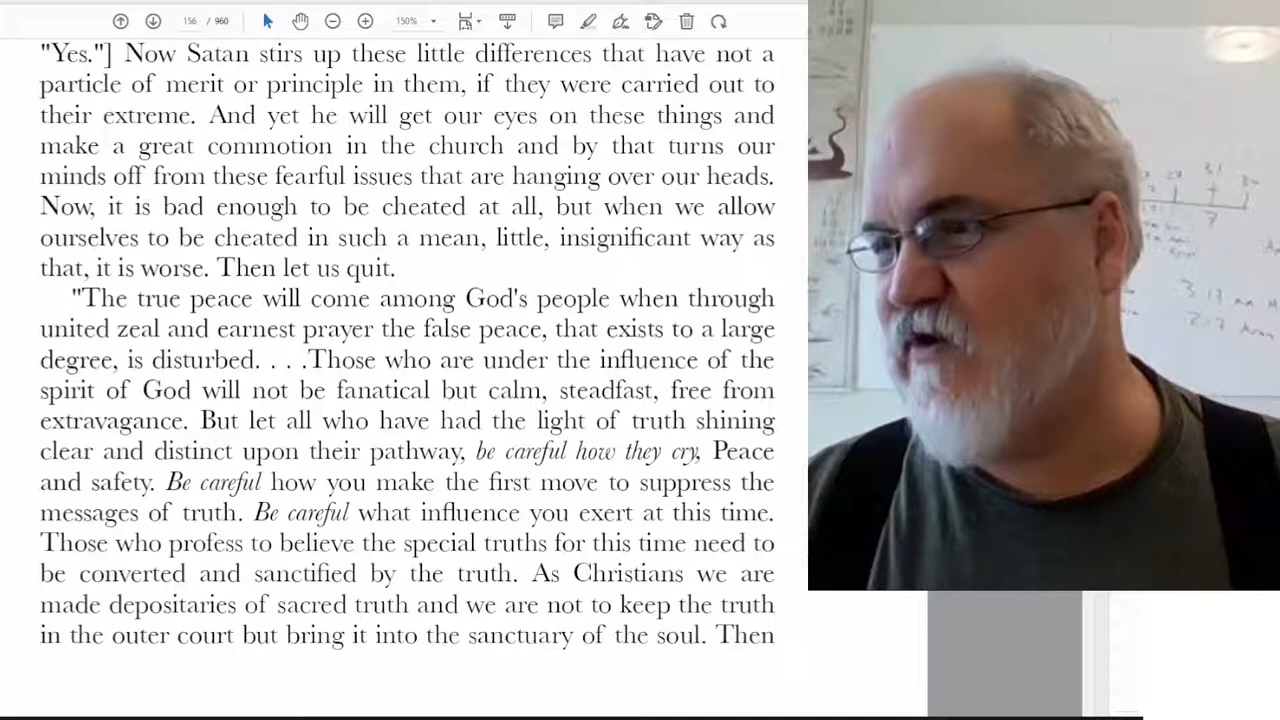 156 / 960
150%
"Yes."] Now Satan stirs up these little differences that have not a
particle of merit or principle in them, if they were carried out to
their extreme. And yet he will get our eyes on these things and
make a great commotion in the church and by that turns our
minds off from these fearful issues that are hanging over our heads.
Now, it is bad enough to be cheated at all, but when we allow
ourselves to be cheated in such a mean, little, insignificant way as
that, it is worse. Then let us quit.
"The true peace will come among God's people when through
united zeal and earnest prayer the false peace, that exists to a large
degree, is disturbed. . . .Those who are under the influence of the
spirit of God will not be fanatical but calm, steadfast, free from
extravagance. But let all who have had the light of truth shining
clear and distinct upon their pathway, be careful how they cry, Peace
and safety. Be careful how you make the first move to suppress the
messages of truth. Be careful what influence you exert at this time.
Those who profess to believe the special truths for this time need to
be converted and sanctified by the truth. As Christians we are
made depositaries of sacred truth and we are not to keep the truth
in the outer court but bring it into the sanctuary of the soul. Then
31
7